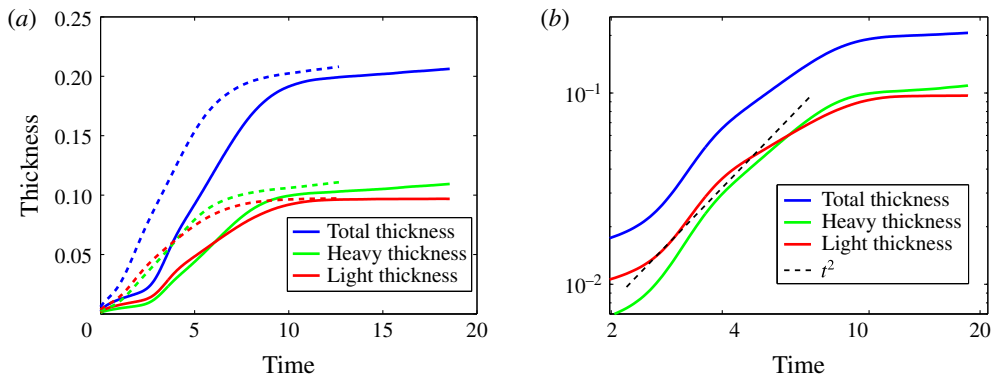 (a)
0.25
0.20
0.15
0.10
0.05
Thickness
0 5 10 15 20
Time
Total thickness
Heavy thickness
Light thickness
(b)
10⁻¹
10⁻²
2 4 10 20
Time
Total thickness
Heavy thickness
Light thickness
t²